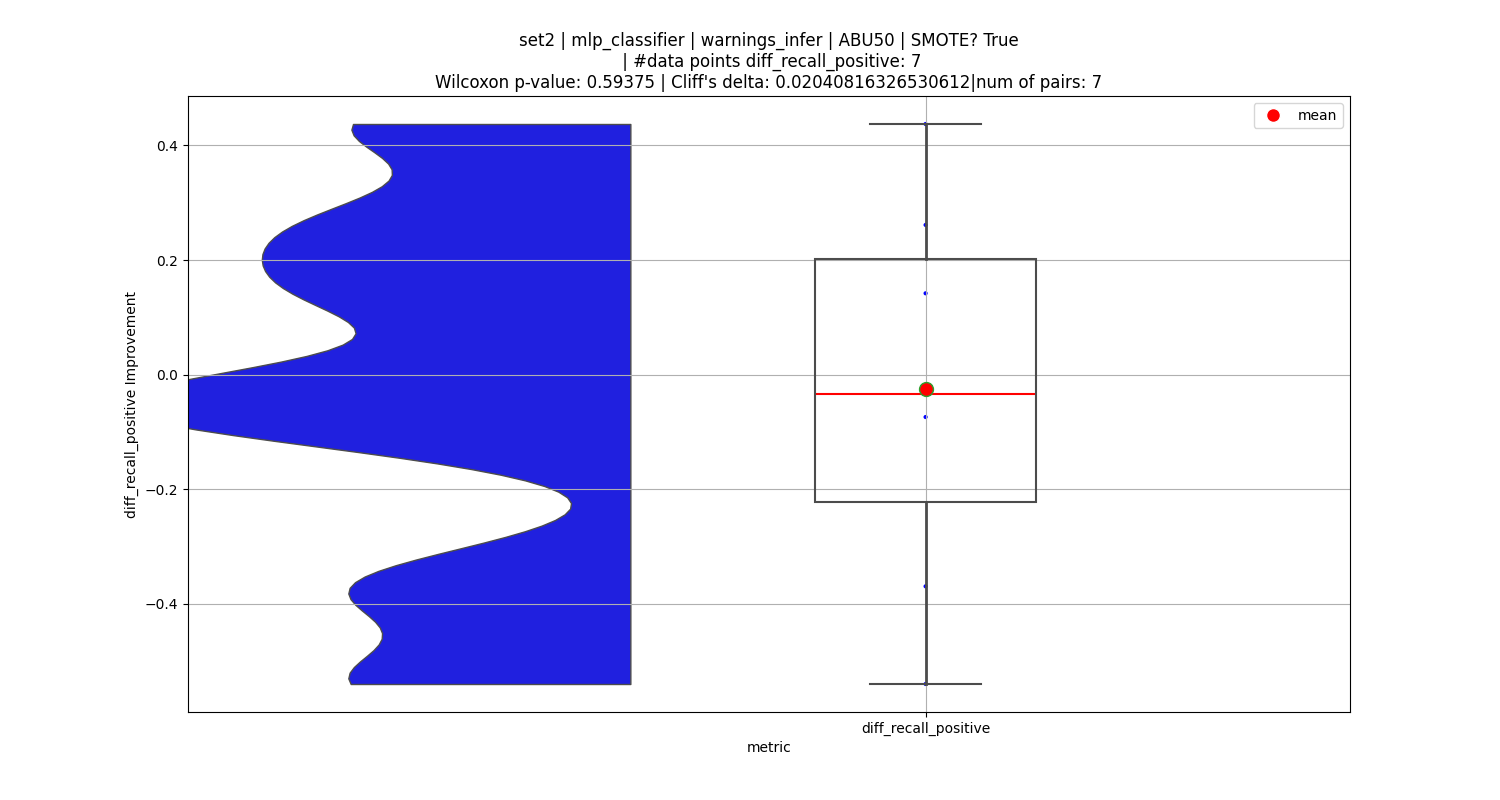 set2 | mlp_classifier | warnings_infer | ABU50 | SMOTE? True
| #data points diff_recall_positive: 7
Wilcoxon p-value: 0.59375 | Cliff's delta: 0.02040816326530612|num of pairs: 7
mean
0.4
0.2
0.0
−0.2
−0.4
diff_recall_positive Improvement
diff_recall_positive
metric